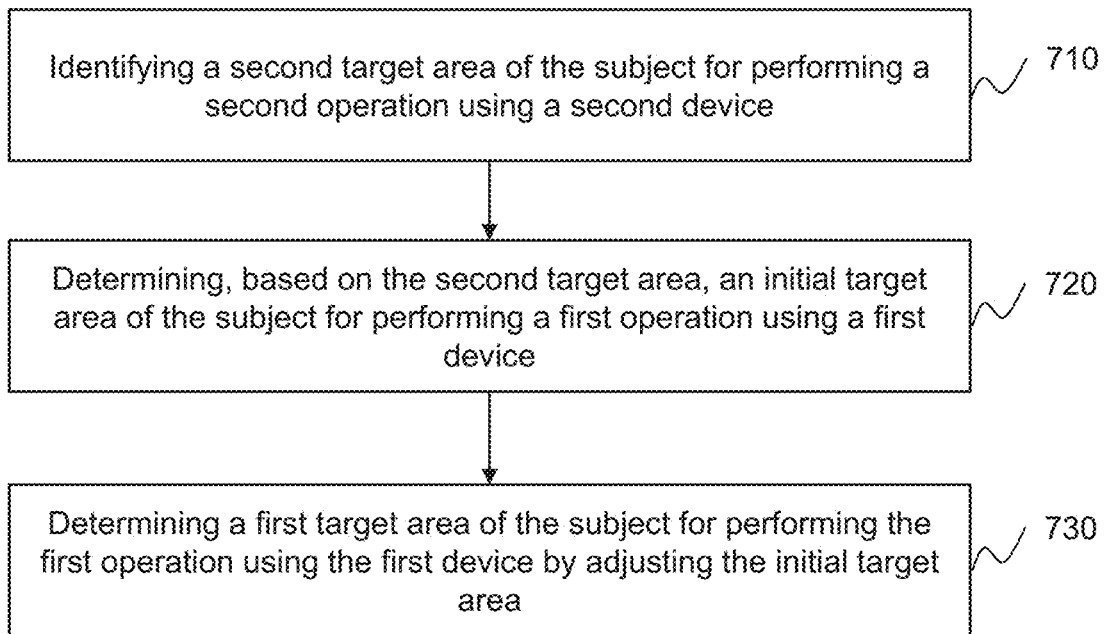 Identifying a second target area of the subject for performing a
second operation using a second device
710
Determining, based on the second target area, an initial target
area of the subject for performing a first operation using a first
device
720
Determining a first target area of the subject for performing the
first operation using the first device by adjusting the initial target
area
730